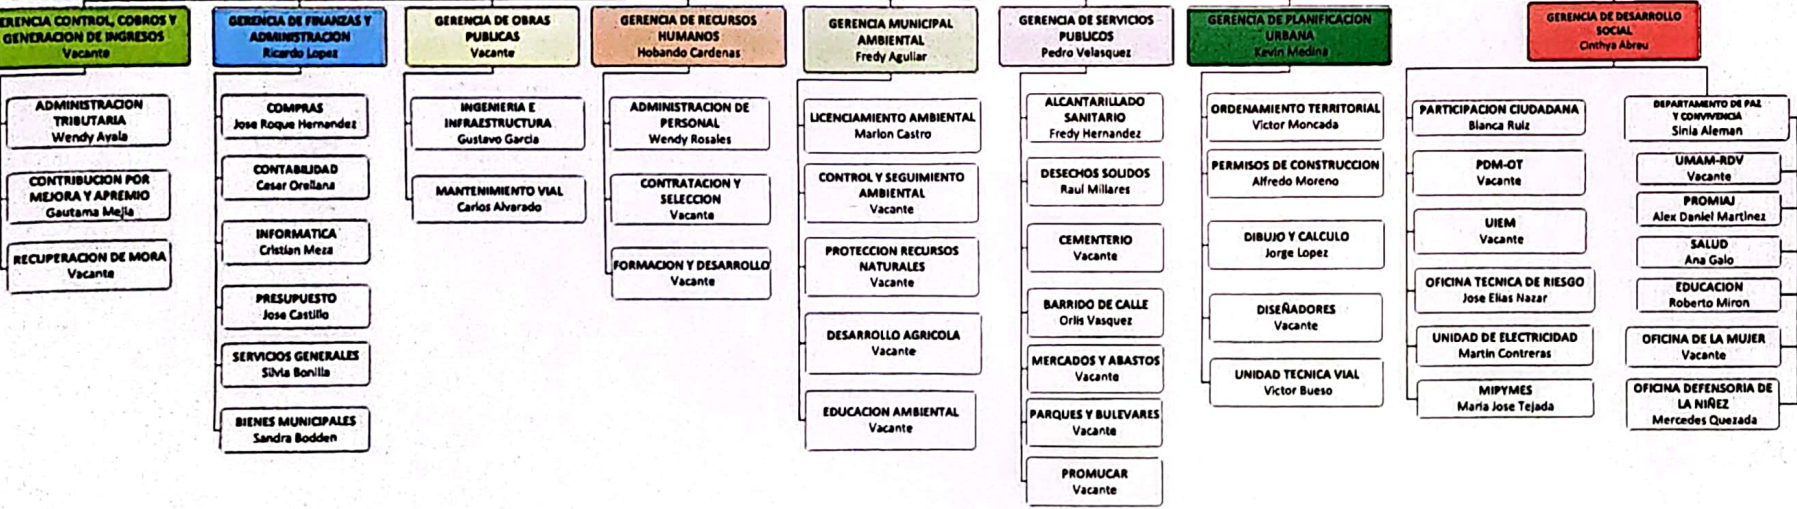 GERENCIA CONTROL, COBROS Y
GENERACION DE INGRESOS
Vacante
ADMINISTRACION
TRIBUTARIA
Wendy Ayala
CONTRIBUCION POR
MEJORA Y APREMIO
Gautama Mejia
RECUPERACION DE MORA
Vacante
GERENCIA DE FINANZAS Y
ADMINISTRACION
Ricardo Lopez
COMPRAS
Jose Roque Hernandez
CONTABILIDAD
Cesar Orellana
INFORMATICA
Cristian Meza
PRESUPUESTO
Jose Castillo
SERVICIOS GENERALES
Silvia Bonilla
BIENES MUNICIPALES
Sandra Bodden
GERENCIA DE OBRAS
PUBLICAS
Vacante
INGENIERIA E
INFRAESTRUCTURA
Gustavo Garcia
MANTENIMIENTO VIAL
Carlos Alvarado
GERENCIA DE RECURSOS
HUMANOS
Hobando Cardenas
ADMINISTRACION DE
PERSONAL
Wendy Rosales
CONTRATACION Y
SELECCION
Vacante
FORMACION Y DESARROLLO
Vacante
GERENCIA MUNICIPAL
AMBIENTAL
Fredy Aguilar
LICENCIAMIENTO AMBIENTAL
Marlon Castro
CONTROL Y SEGUIMIENTO
AMBIENTAL
Vacante
PROTECCION RECURSOS
NATURALES
Vacante
DESARROLLO AGRICOLA
Vacante
EDUCACION AMBIENTAL
Vacante
GERENCIA DE SERVICIOS
PUBLICOS
Pedro Velasquez
ALCANTARILLADO
SANITARIO
Fredy Hernandez
DESECHOS SOLIDOS
Raul Millares
CEMENTERIO
Vacante
BARRIDO DE CALLE
Orlis Vasquez
MERCADOS Y ABASTOS
Vacante
PARQUES Y BULEVARES
Vacante
PROMUCAR
Vacante
GERENCIA DE PLANIFICACION
URBANA
Kevin Medina
ORDENAMIENTO TERRITORIAL
Victor Moncada
PERMISOS DE CONSTRUCCION
Alfredo Moreno
DIBUJO Y CALCULO
Jorge Lopez
DISEÑADORES
Vacante
UNIDAD TECNICA VIAL
Victor Bueso
GERENCIA DE DESARROLLO
SOCIAL
Cinthya Abreu
PARTICIPACION CIUDADANA
Blanca Ruiz
PDM-OT
Vacante
UIEM
Vacante
OFICINA TECNICA DE RIESGO
Jose Elias Nazar
UNIDAD DE ELECTRICIDAD
Martin Contreras
MIPYMES
Maria Jose Tejada
DEPARTAMENTO DE PAZ
Y CONVIVENCIA
Sinia Aleman
UMAM-RDV
Vacante
PROMIAJ
Alex Daniel Martinez
SALUD
Ana Galo
EDUCACION
Roberto Miron
OFICINA DE LA MUJER
Vacante
OFICINA DEFENSORIA DE
LA NIÑEZ
Mercedes Quezada